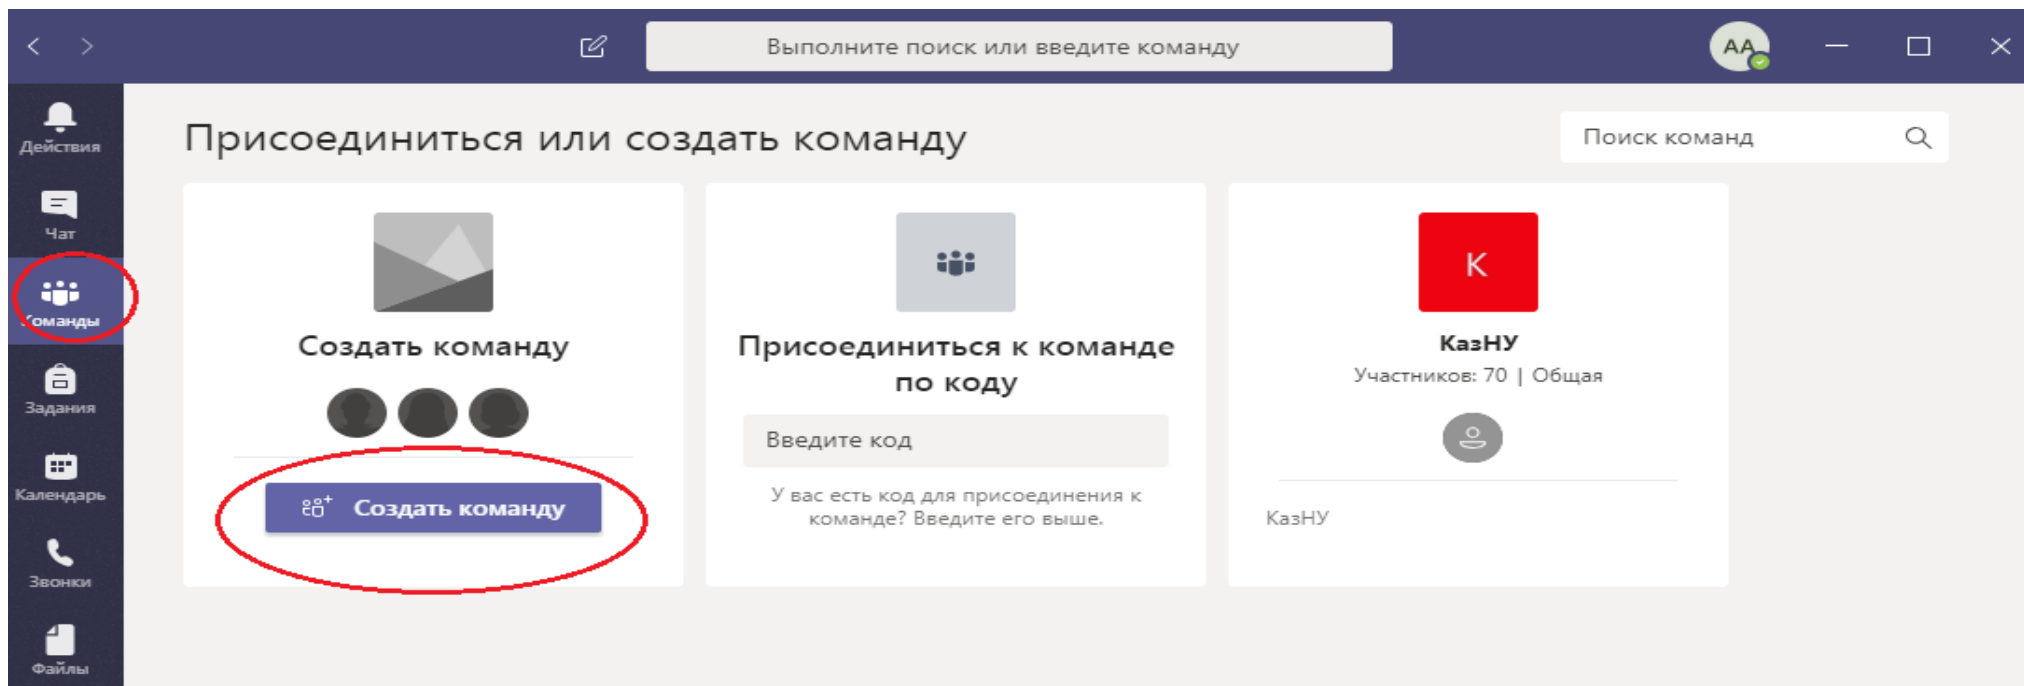 Выполните поиск или введите команду
АА
Действия
Чат
Команды
Задания
Календарь
Звонки
Файлы
Присоединиться или создать команду
Поиск команд
Создать команду
Создать команду
Присоединиться к команде
по коду
Введите код
У вас есть код для присоединения к
команде? Введите его выше.
К
КазНУ
Участников: 70 | Общая
КазНУ